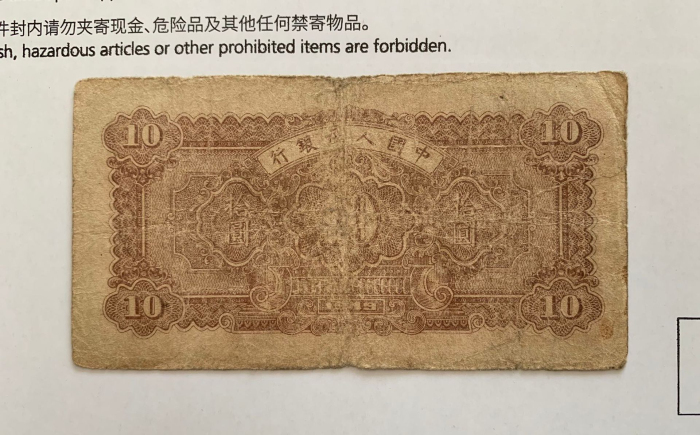 件封内请勿夹寄现金、危险品及其他任何禁寄物品。
sh, hazardous articles or other prohibited items are forbidden.
10
10
中國人民銀行
拾圓
拾圓
10
10